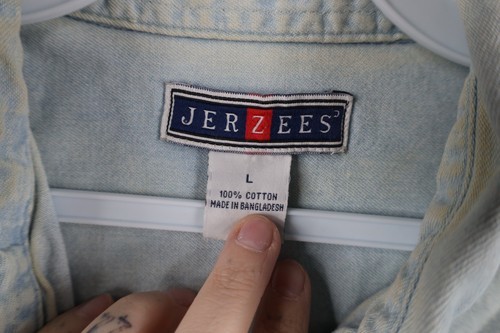 JERZEES
L
100% COTTON
MADE IN BANGLADESH